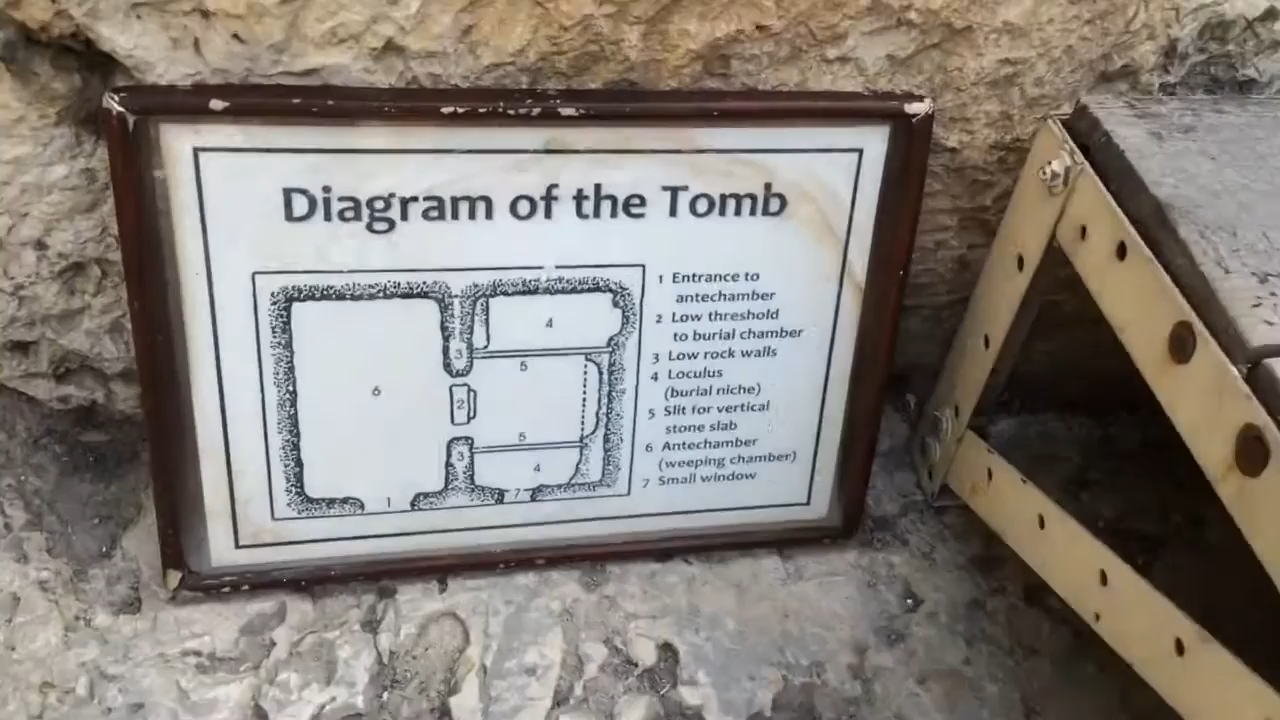 Diagram of the Tomb
1 Entrance to
antechamber
2 Low threshold
to burial chamber
3 Low rock walls
4 Loculus
(burial niche)
5 Slit for vertical
stone slab
6 Antechamber
(weeping chamber)
7 Small window
4
3
5
6
2
5
3
4
7
1